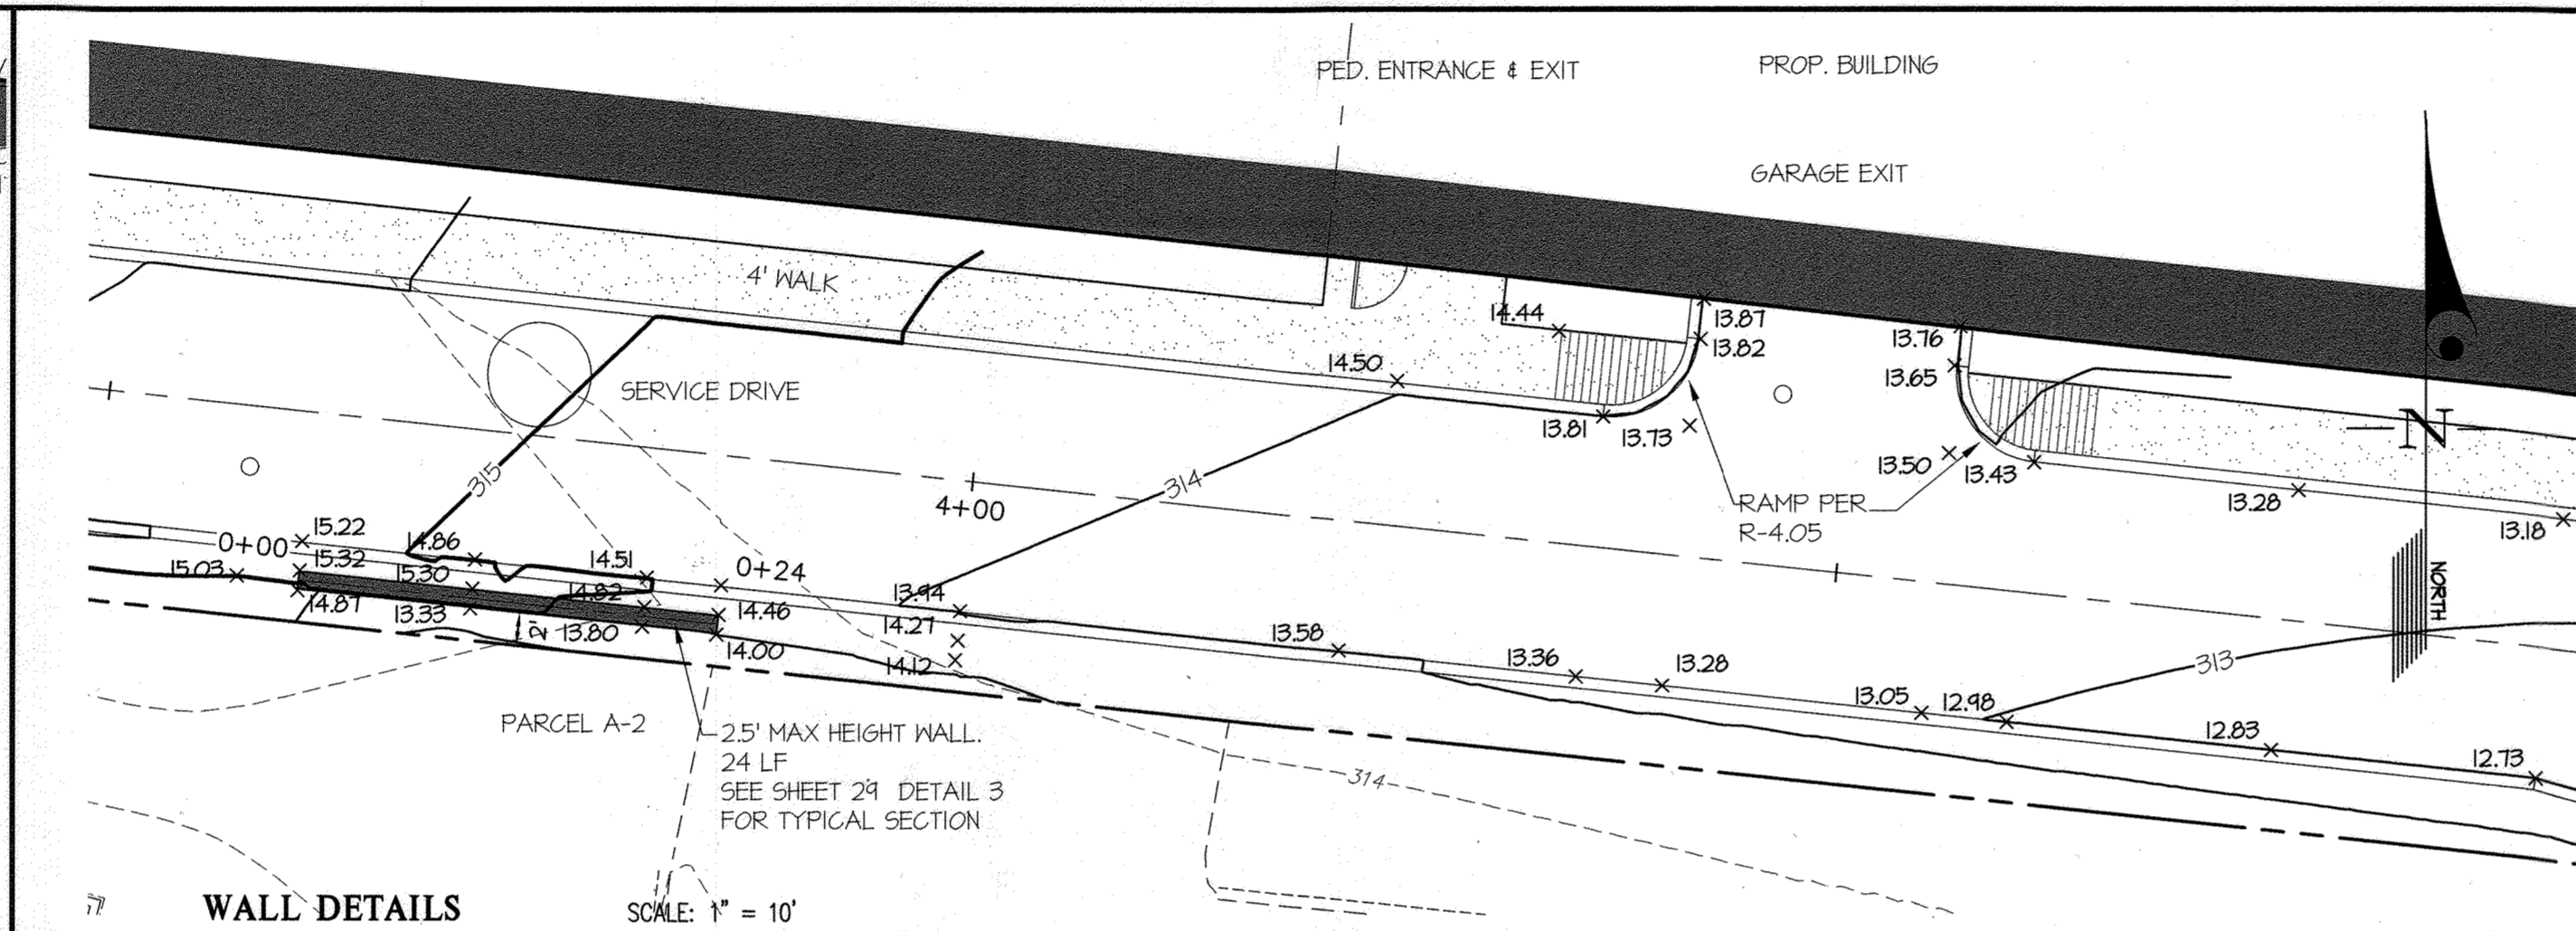 PED. ENTRANCE & EXIT
PROP. BUILDING
GARAGE EXIT
4' WALK
14.44
13.87
13.82
13.76
14.50
13.65
SERVICE DRIVE
13.81
13.73
N
315
314
4+00
13.50
13.43
13.28
13.18
RAMP PER
R-4.05
0+00
15.22
14.86
15.03
15.32
15.30
14.51
0+24
14.82
14.87
13.33
2'
13.80
14.46
14.00
13.94
14.27
14.12
13.58
13.36
13.28
13.05
12.98
313
NORTH
12.83
12.73
PARCEL A-2
2.5' MAX HEIGHT WALL.
24 LF
SEE SHEET 29 DETAIL 3
FOR TYPICAL SECTION
314
WALL DETAILS
SCALE: 1" = 10'